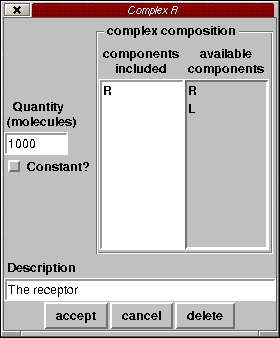 Complex R
complex composition
components included
available components
R
R
L
Quantity (molecules)
1000
Constant?
Description
The receptor
accept cancel delete